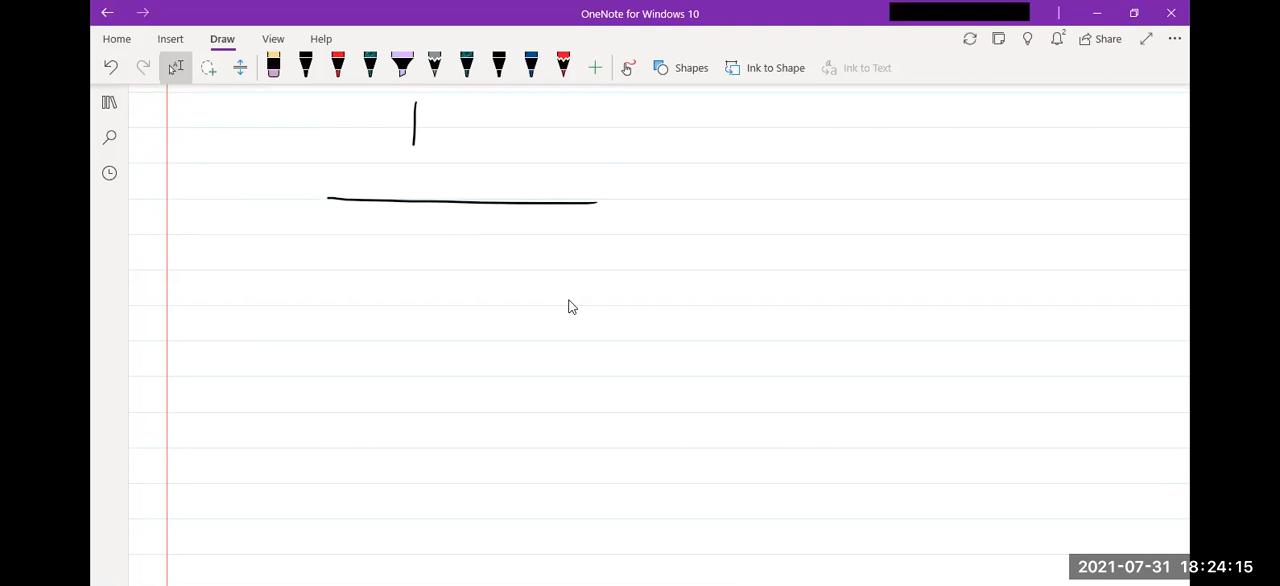 OneNote for Windows 10
Home Insert Draw View Help
Share
Shapes Ink to Shape Ink to Text
2021-07-31 18:24:15